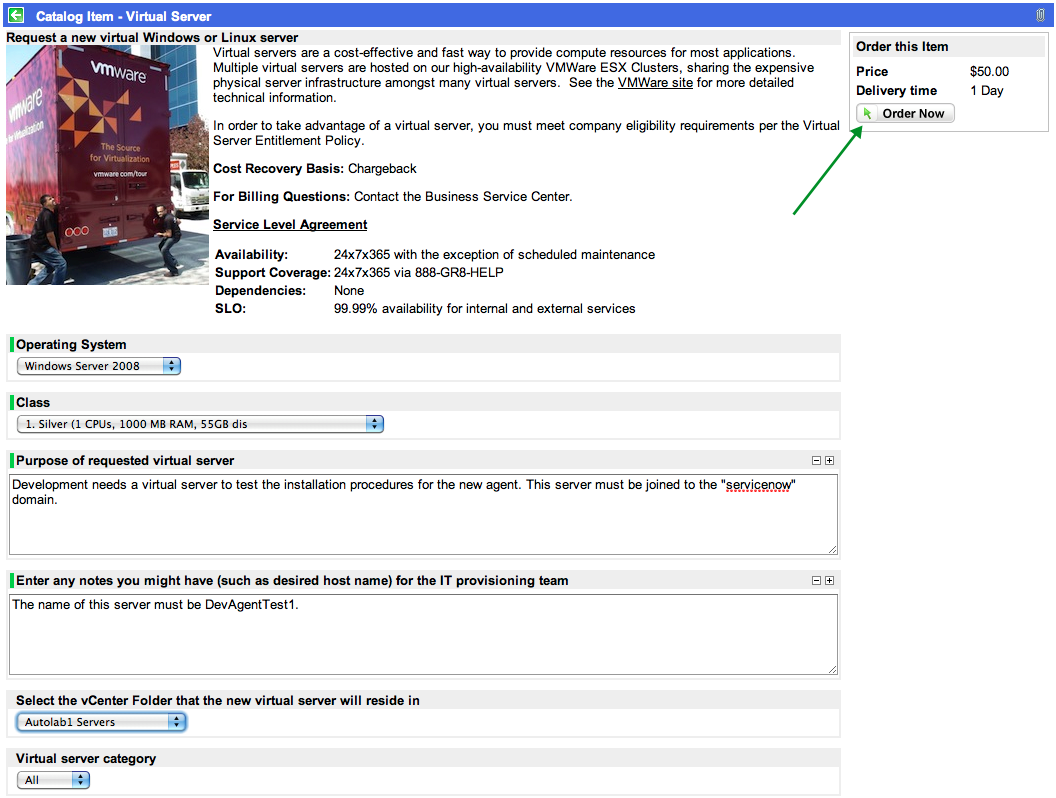 Catalog Item - Virtual Server
Request a new virtual Windows or Linux server
vmware
vmware
Virtualization
The Source
for Virtualization
vmware.com/tour
Virtual servers are a cost-effective and fast way to provide compute resources for most applications.
Multiple virtual servers are hosted on our high-availability VMWare ESX Clusters, sharing the expensive
physical server infrastructure amongst many virtual servers.  See the VMWare site for more detailed
technical information.
In order to take advantage of a virtual server, you must meet company eligibility requirements per the Virtual
Server Entitlement Policy.
Cost Recovery Basis: Chargeback
For Billing Questions: Contact the Business Service Center.
Service Level Agreement
Availability: 24x7x365 with the exception of scheduled maintenance
Support Coverage: 24x7x365 via 888-GR8-HELP
Dependencies: None
SLO: 99.99% availability for internal and external services
Order this Item
Price $50.00
Delivery time 1 Day
Order Now
Operating System
Windows Server 2008
Class
1. Silver (1 CPUs, 1000 MB RAM, 55GB dis
Purpose of requested virtual server
Development needs a virtual server to test the installation procedures for the new agent. This server must be joined to the "servicenow"
domain.
Enter any notes you might have (such as desired host name) for the IT provisioning team
The name of this server must be DevAgentTest1.
Select the vCenter Folder that the new virtual server will reside in
Autolab1 Servers
Virtual server category
All